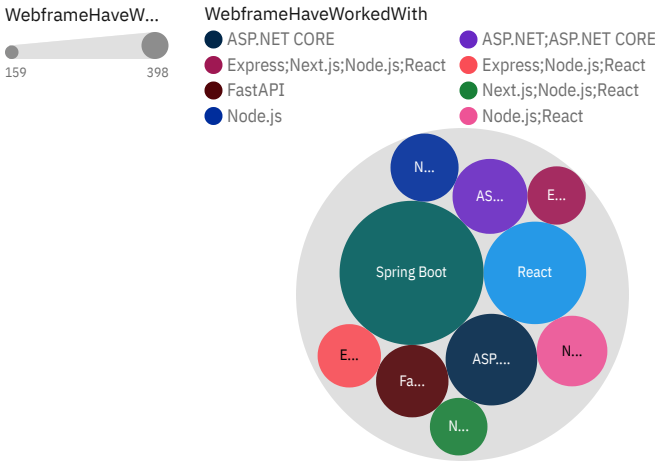 WebframeHaveW...
159
398
WebframeHaveWorkedWith
ASP.NET CORE
ASP.NET;ASP.NET CORE
Express;Next.js;Node.js;React
Express;Node.js;React
FastAPI
Next.js;Node.js;React
Node.js
Node.js;React
N...
AS...
E...
Spring Boot
React
E...
Fa...
ASP....
N...
N...